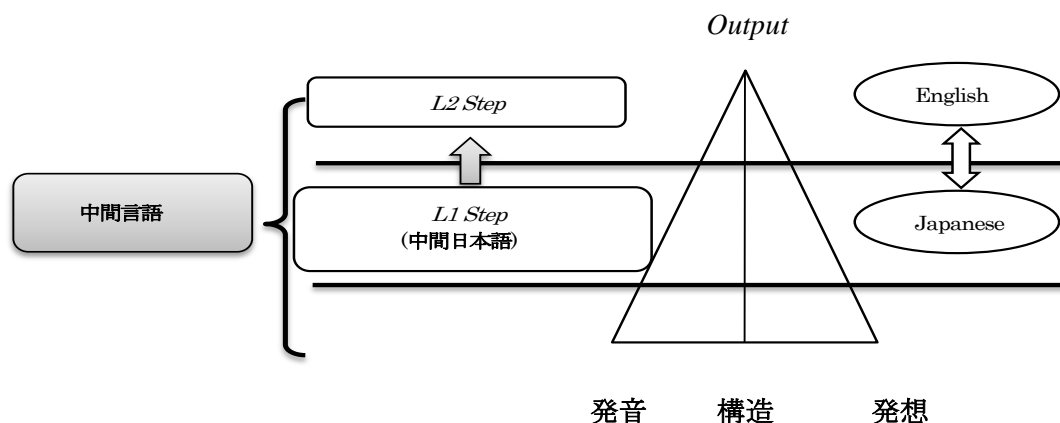 Output
L2 Step
English
中間言語
L1 Step
(中間日本語)
Japanese
発音 構造 発想